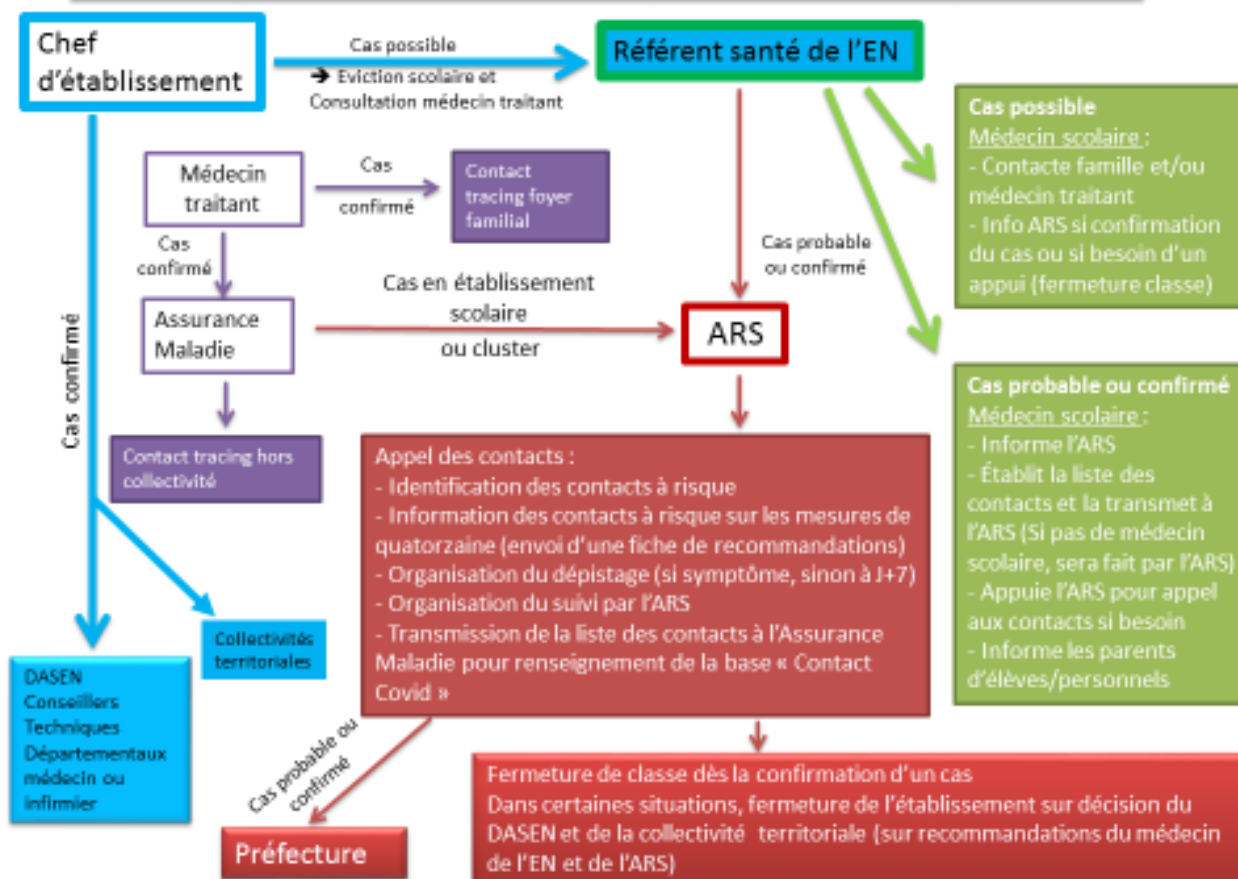 Chef
d'établissement
Cas possible
➔ Eviction scolaire et
Consultation médecin traitant
Référent santé de l'EN
Cas possible
Médecin scolaire :
- Contacte famille et/ou
médecin traitant
- Info ARS si confirmation
du cas ou si besoin d'un
appui (fermeture classe)
Médecin
traitant
Cas
confirmé
Contact
tracing foyer
familial
Cas
confirmé
Cas probable
ou confirmé
Assurance
Maladie
Cas en établissement
scolaire
ou cluster
ARS
Cas confirmé
Contact tracing hors
collectivité
Cas probable ou confirmé
Médecin scolaire :
- Informe l'ARS
- Établit la liste des
contacts et la transmet à
l'ARS (Si pas de médecin
scolaire, sera fait par l'ARS)
- Appuie l'ARS pour appel
aux contacts si besoin
- Informe les parents
d'élèves/personnels
Appel des contacts :
- Identification des contacts à risque
- Information des contacts à risque sur les mesures de
quatorzaine (envoi d'une fiche de recommandations)
- Organisation du dépistage (si symptôme, sinon à J+7)
- Organisation du suivi par l'ARS
- Transmission de la liste des contacts à l'Assurance
Maladie pour renseignement de la base « Contact
Covid »
Collectivités
territoriales
DASEN
Conseillers
Techniques
Départementaux
médecin ou
infirmier
Cas probable ou
confirmé
Préfecture
Fermeture de classe dès la confirmation d'un cas
Dans certaines situations, fermeture de l'établissement sur décision du
DASEN et de la collectivité territoriale (sur recommandations du médecin
de l'EN et de l'ARS)